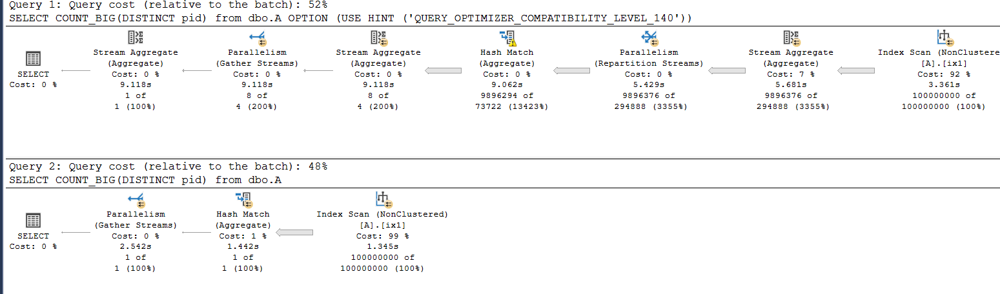 Query 1: Query cost (relative to the batch): 52%
SELECT COUNT_BIG(DISTINCT pid) from dbo.A OPTION (USE HINT ('QUERY_OPTIMIZER_COMPATIBILITY_LEVEL_140'))
SELECT
Cost: 0 %
Stream Aggregate
(Aggregate)
Cost: 0 %
9.118s
1 of
1 (100%)
Parallelism
(Gather Streams)
Cost: 0 %
9.118s
8 of
4 (200%)
Stream Aggregate
(Aggregate)
Cost: 0 %
9.118s
8 of
4 (200%)
Hash Match
(Aggregate)
Cost: 0 %
9.062s
9896294 of
73722 (13423%)
Parallelism
(Repartition Streams)
Cost: 0 %
5.429s
9896376 of
294888 (3355%)
Stream Aggregate
(Aggregate)
Cost: 7 %
5.681s
9896376 of
294888 (3355%)
Index Scan (NonClustere
[A].[ix1]
Cost: 92 %
3.361s
100000000 of
100000000 (100%)
Query 2: Query cost (relative to the batch): 48%
SELECT COUNT_BIG(DISTINCT pid) from dbo.A
SELECT
Cost: 0 %
Parallelism
(Gather Streams)
Cost: 0 %
2.542s
1 of
1 (100%)
Hash Match
(Aggregate)
Cost: 1 %
1.442s
1 of
1 (100%)
Index Scan (NonClustered)
[A].[ix1]
Cost: 99 %
1.345s
100000000 of
100000000 (100%)